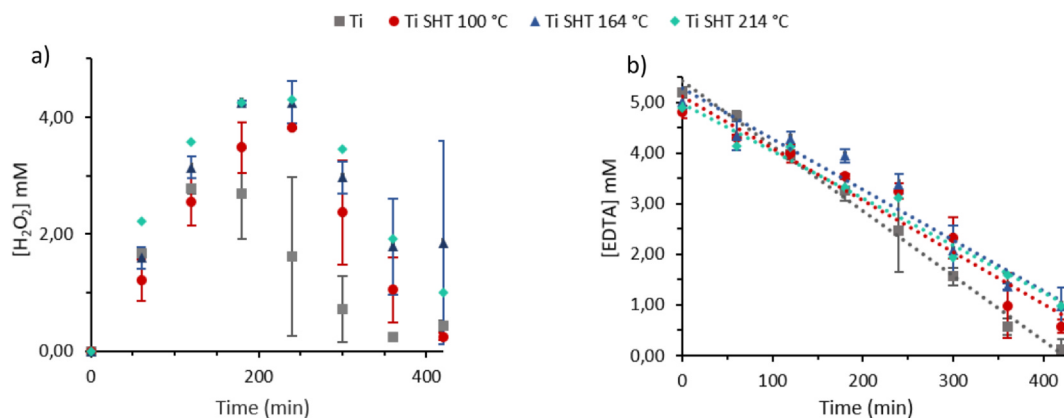 Ti Ti SHT 100 °C Ti SHT 164 °C Ti SHT 214 °C
a)
4,00
2,00
0,00
0 200 400
[H₂O₂] mM
Time (min)
b)
5,00
4,00
3,00
2,00
1,00
0,00
0 100 200 300 400
[EDTA] mM
Time (min)